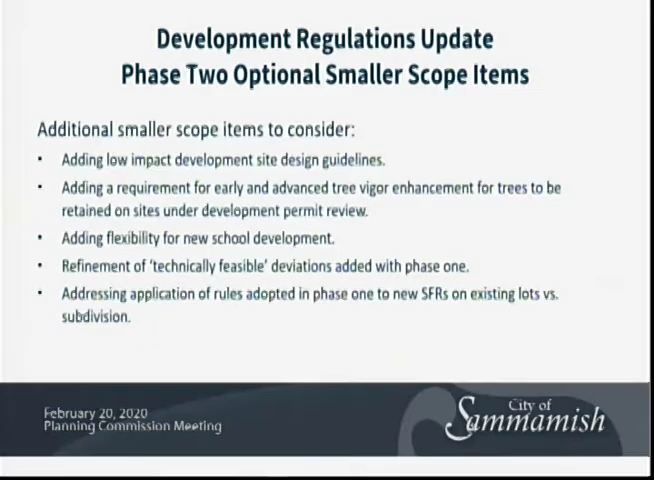 Development Regulations Update
Phase Two Optional Smaller Scope Items
Additional smaller scope items to consider:
• Adding low impact development site design guidelines.
• Adding a requirement for early and advanced tree vigor enhancement for trees to be
retained on sites under development permit review.
• Adding flexibility for new school development.
• Refinement of 'technically feasible' deviations added with phase one.
• Addressing application of rules adopted in phase one to new SFRs on existing lots vs.
subdivision.
February 20, 2020
Planning Commission Meeting
City of
Sammamish